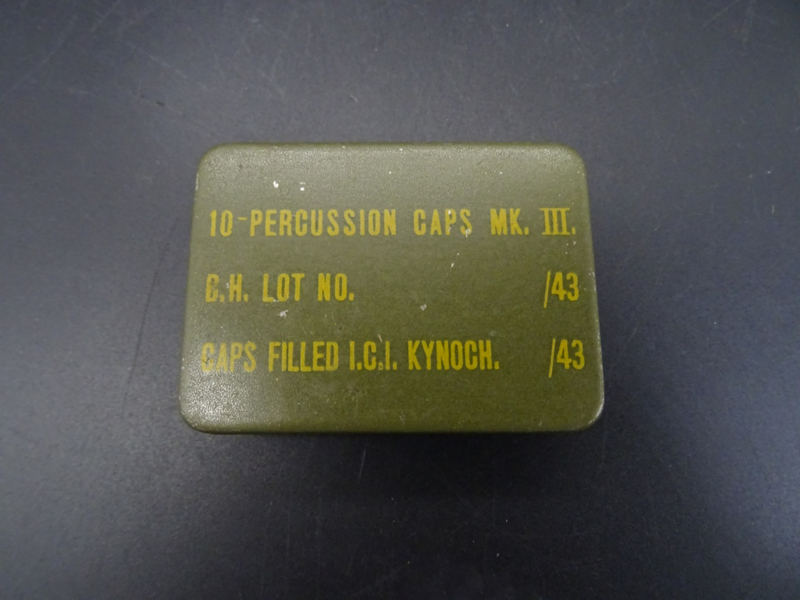 10-PERCUSSION CAPS MK. III.
B.H. LOT NO. /43
CAPS FILLED I.C.I. KYNOCH. /43